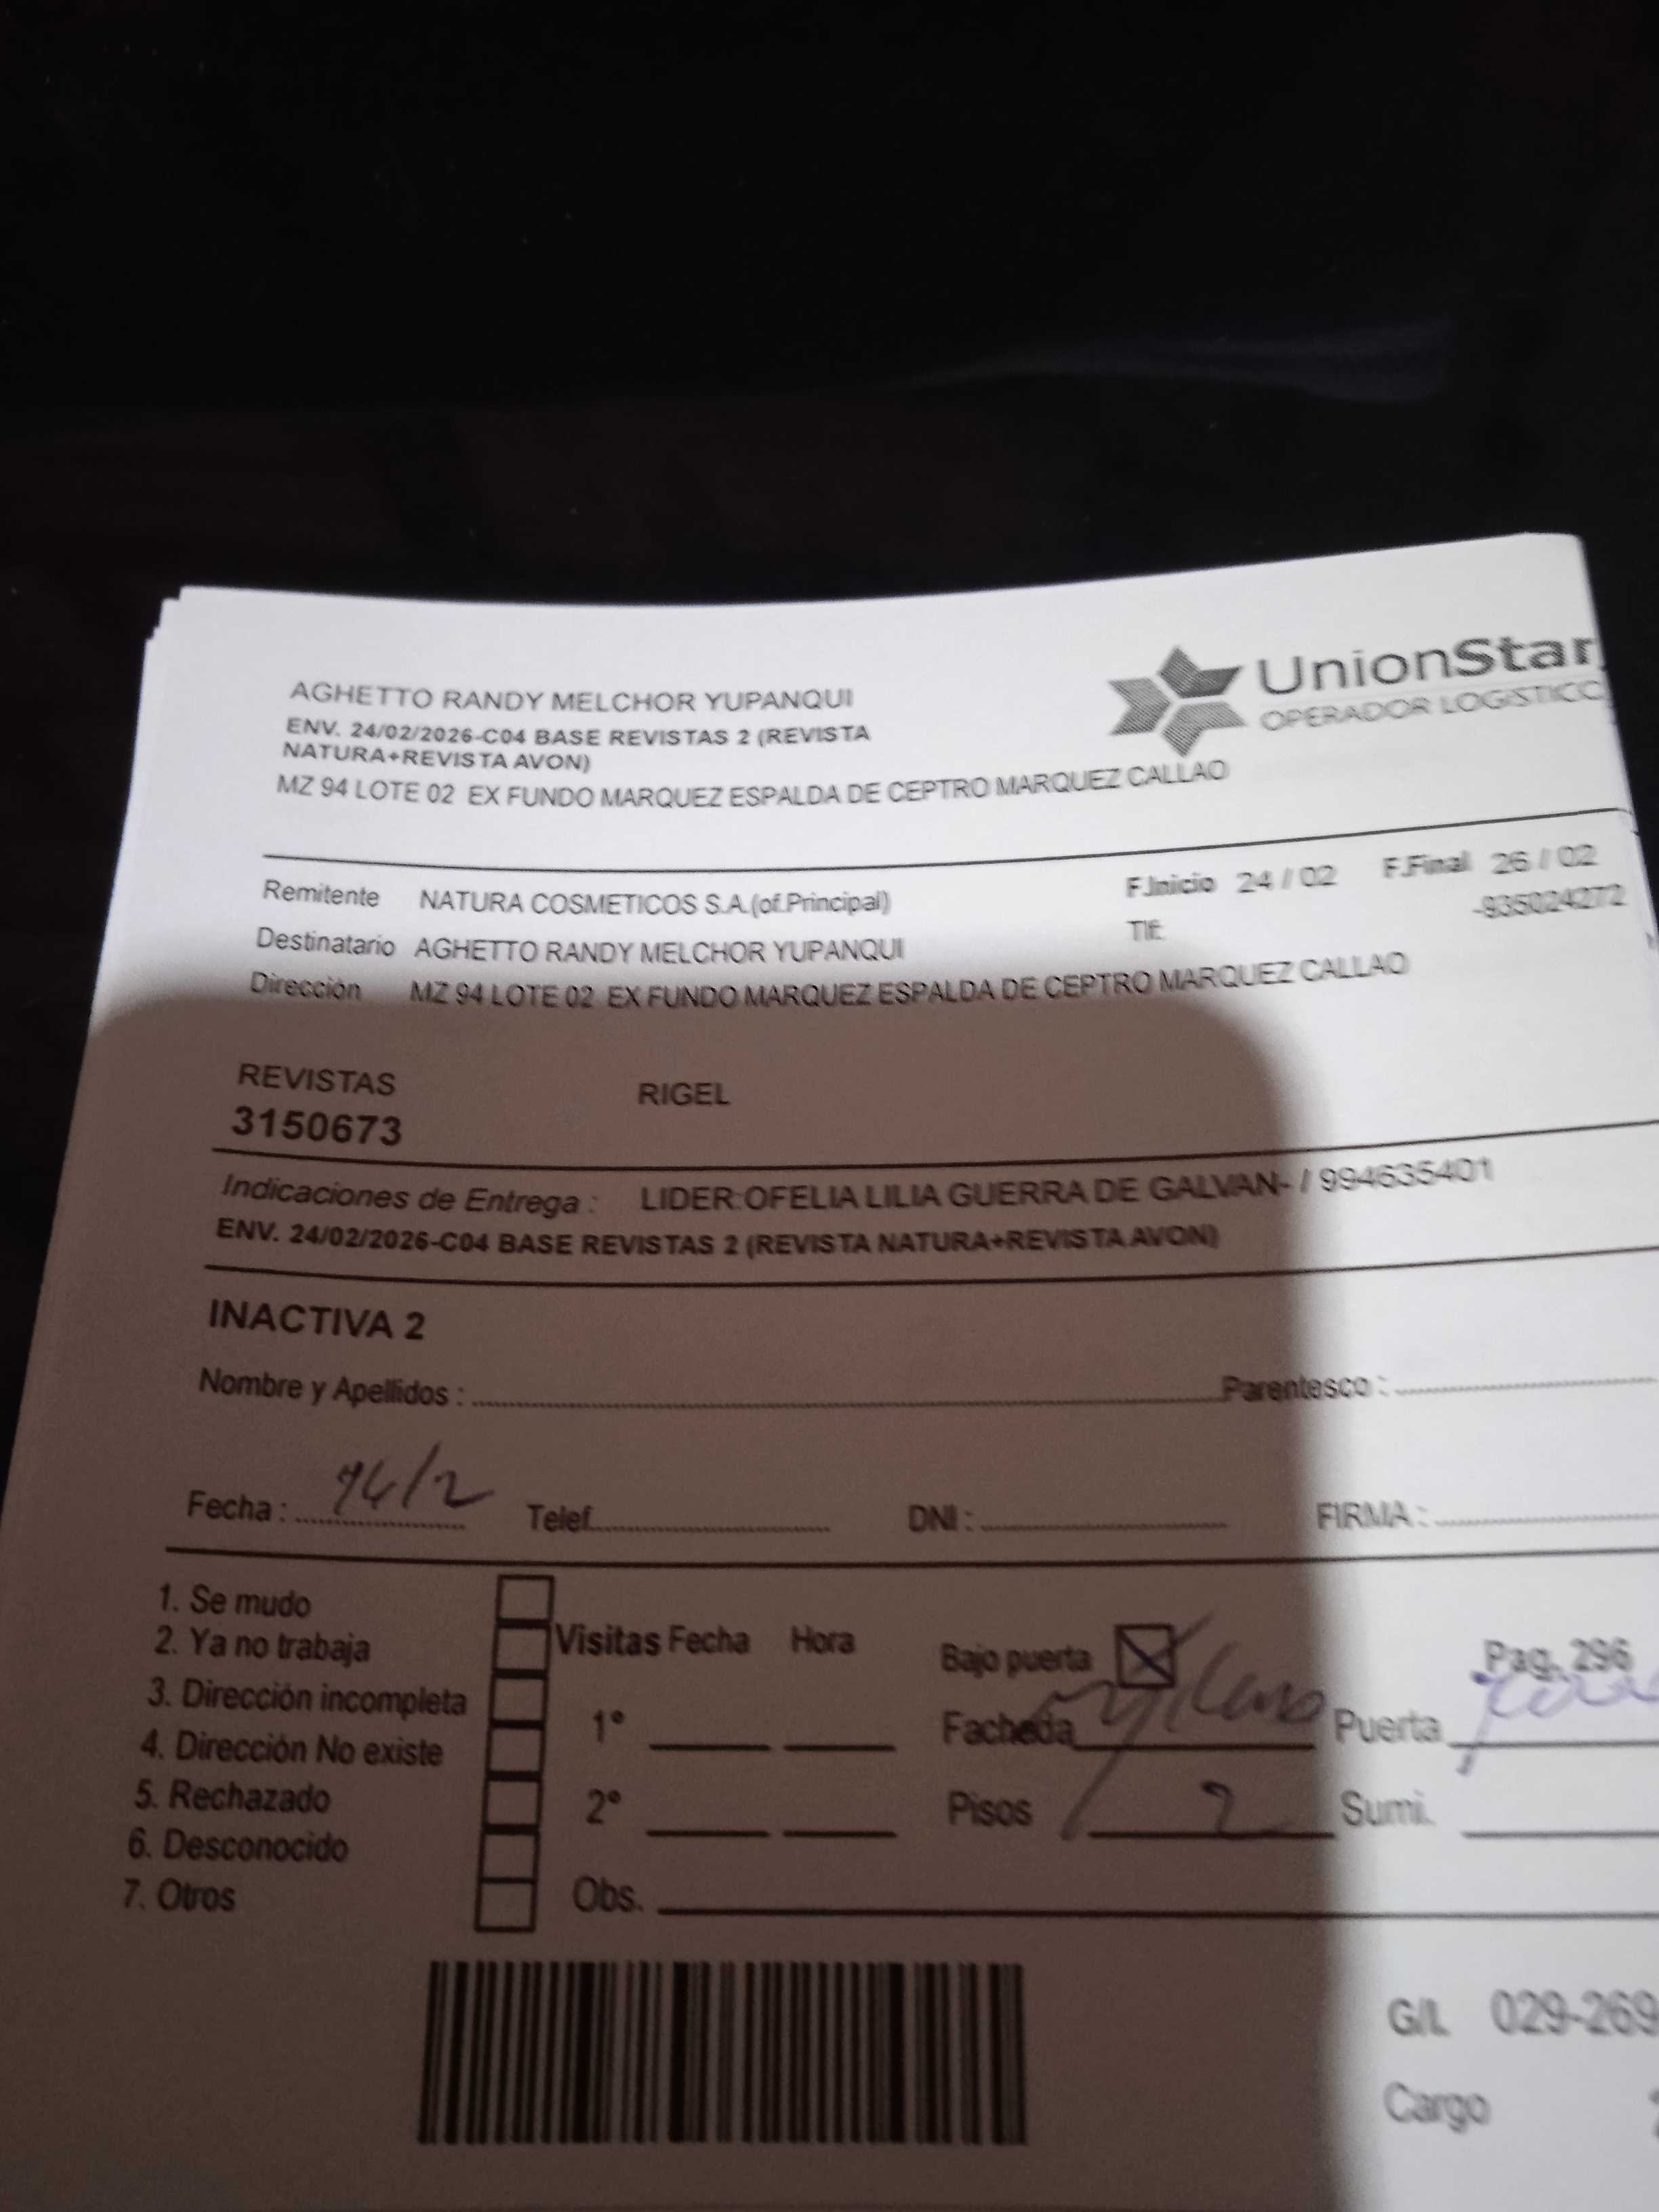 AGHETTO RANDY MELCHOR YUPANQUI
ENV. 24/02/2026-C04 BASE REVISTAS 2 (REVISTA
NATURA+REVISTA AVON)
MZ 94 LOTE 02 EX FUNDO MARQUEZ ESPALDA DE CEPTRO MARQUEZ CALLAO
UnionStar
OPERADOR LOGISTICO
Remitente NATURA COSMETICOS S.A.(of.Principal)
F.Inicio 24 / 02 F.Final 26 / 02
Destinatario AGHETTO RANDY MELCHOR YUPANQUI
Tlf: -935024272
Dirección MZ 94 LOTE 02 EX FUNDO MARQUEZ ESPALDA DE CEPTRO MARQUEZ CALLAO
REVISTAS RIGEL
3150673
Indicaciones de Entrega : LIDER:OFELIA LILIA GUERRA DE GALVAN- / 994635401
ENV. 24/02/2026-C04 BASE REVISTAS 2 (REVISTA NATURA+REVISTA AVON)
INACTIVA 2
Nombre y Apellidos : Parentesco :
Fecha : Telef. DNI : FIRMA :
1. Se mudo
2. Ya no trabaja
3. Dirección incompleta
4. Dirección No existe
5. Rechazado
6. Desconocido
7. Otros
Visitas Fecha Hora
1°
2°
Obs.
Bajo puerta
Pag. 296
Fachada Puerta
Pisos 2 Sumi.
G/L 029-269
Cargo